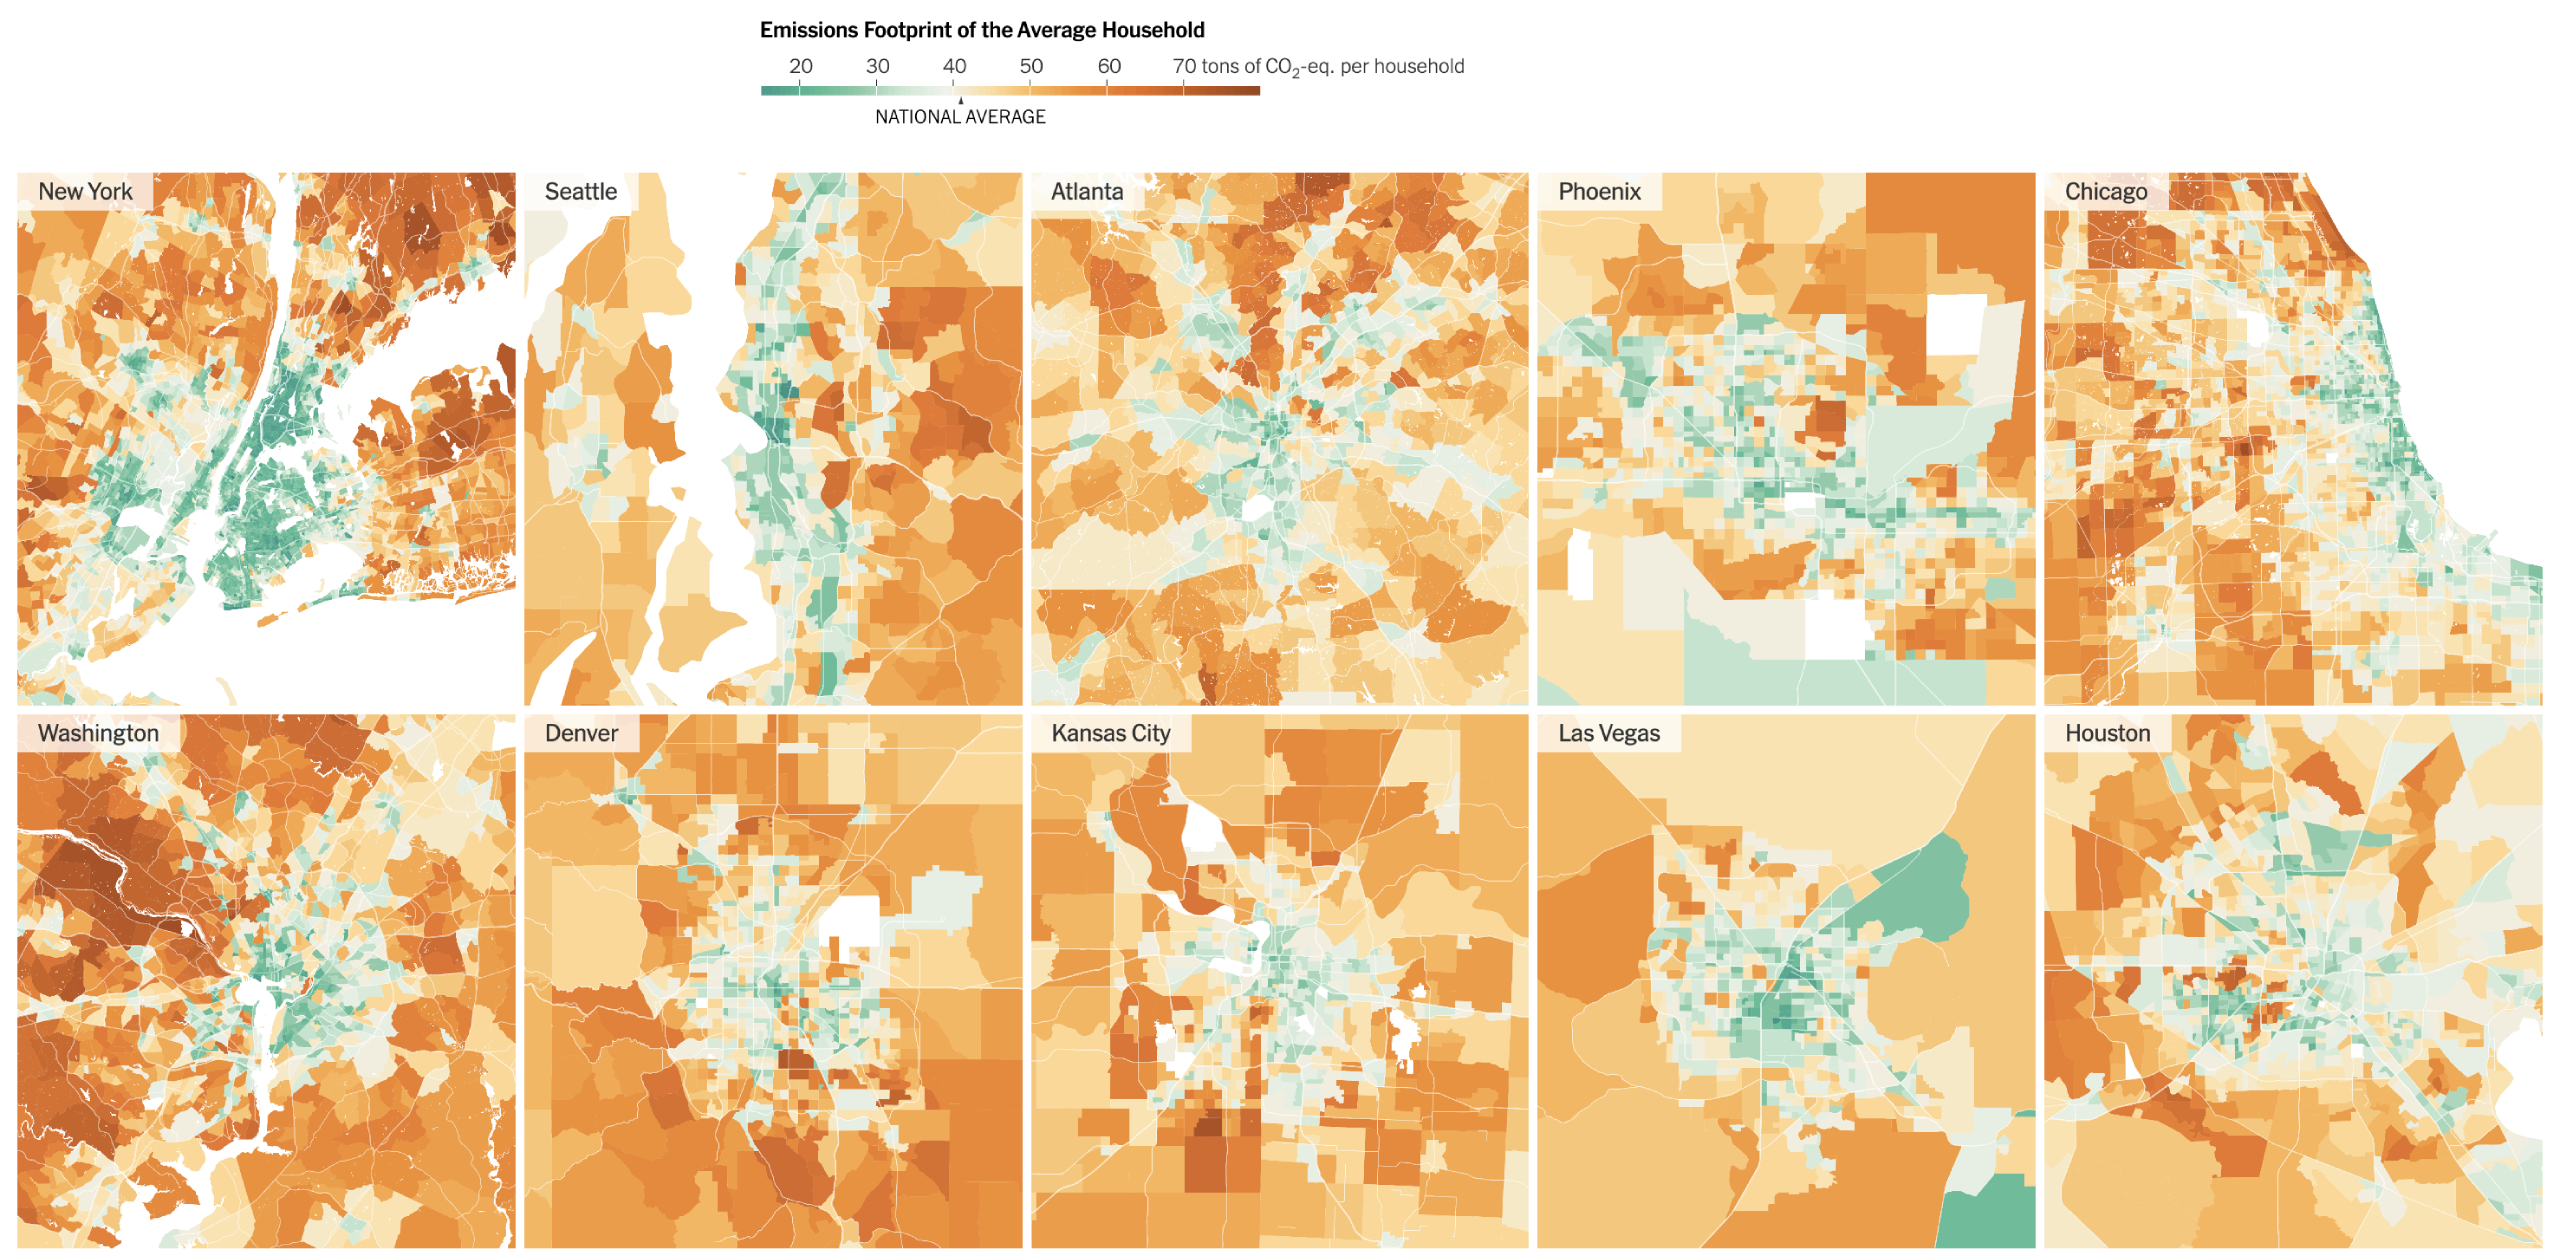 Emissions Footprint of the Average Household
20 30 40 50 60 70 tons of CO₂-eq. per household
NATIONAL AVERAGE
New York
Seattle
Atlanta
Phoenix
Chicago
Washington
Denver
Kansas City
Las Vegas
Houston